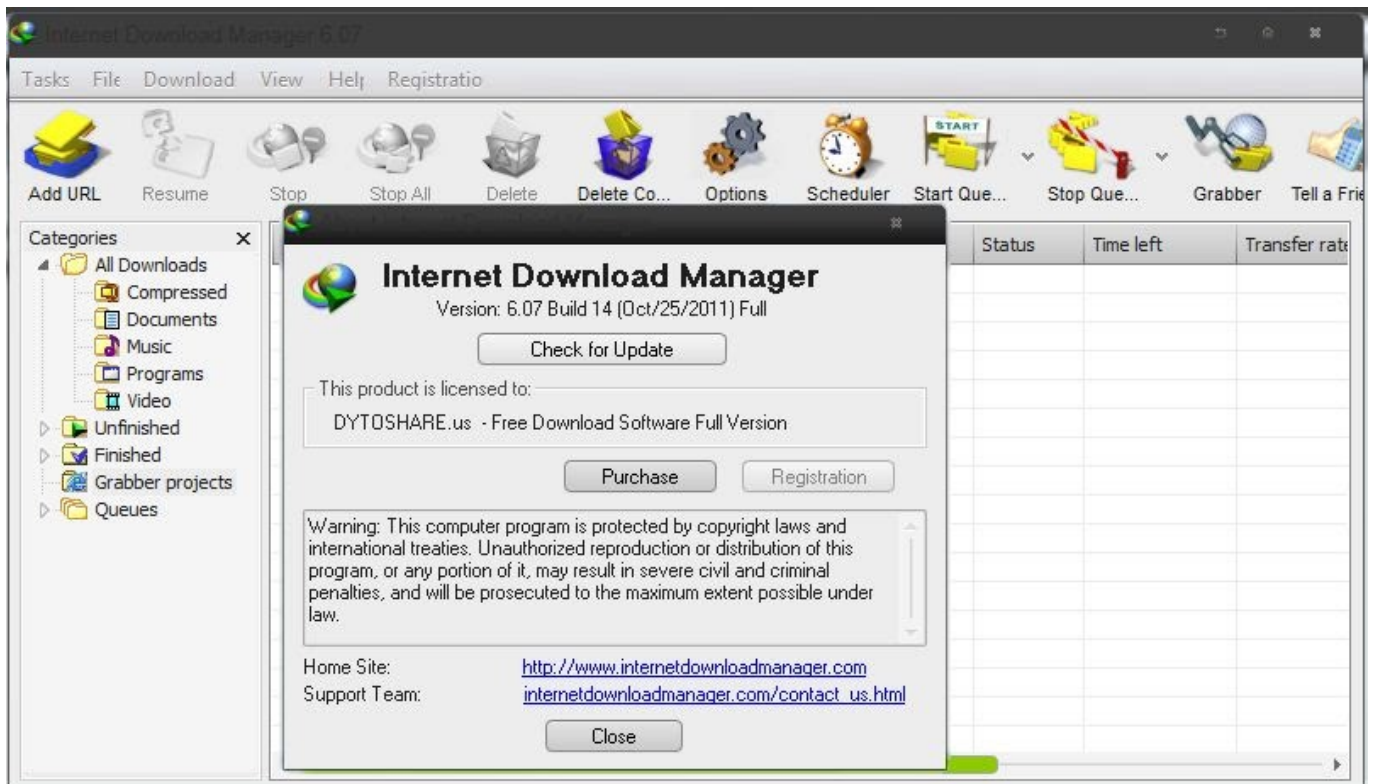 Internet Download Manager 6.07
Tasks File Download View Help Registratio
Add URL Resume Stop Stop All Delete Delete Co... Options Scheduler Start Que... Stop Que... Grabber Tell a Frie
START
Categories
All Downloads
Compressed
Documents
Music
Programs
Video
Unfinished
Finished
Grabber projects
Queues
Status Time left Transfer rate
Internet Download Manager
Version: 6.07 Build 14 (Oct/25/2011) Full
Check for Update
This product is licensed to:
DYTOSHARE.us - Free Download Software Full Version
Purchase Registration
Warning: This computer program is protected by copyright laws and
international treaties. Unauthorized reproduction or distribution of this
program, or any portion of it, may result in severe civil and criminal
penalties, and will be prosecuted to the maximum extent possible under
law.
Home Site: http://www.internetdownloadmanager.com
Support Team: internetdownloadmanager.com/contact_us.html
Close